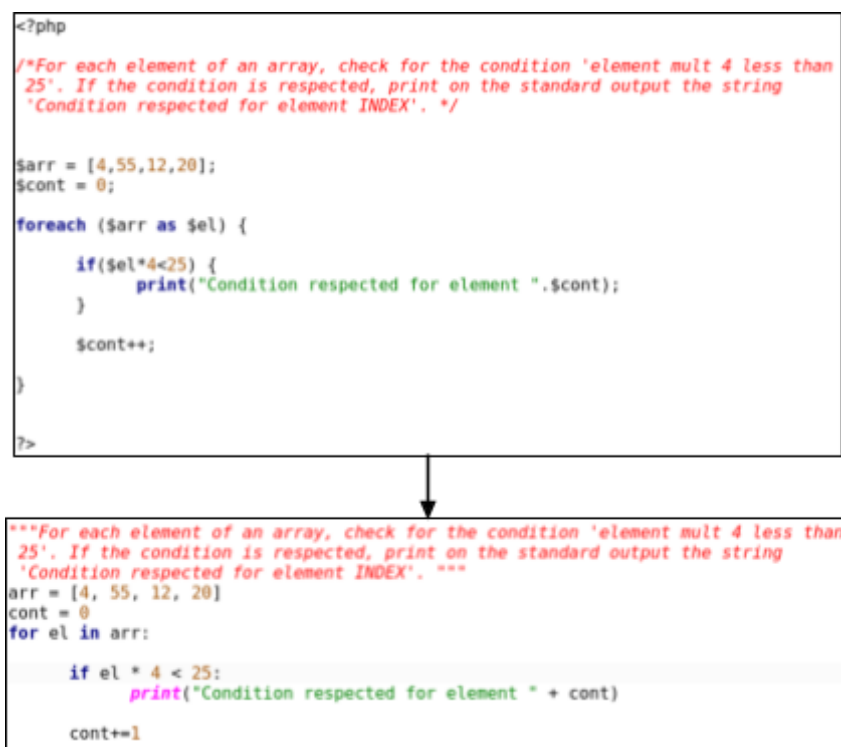 <?php
/*For each element of an array, check for the condition 'element mult 4 less than
25'. If the condition is respected, print on the standard output the string
'Condition respected for element INDEX'. */
$arr = [4,55,12,20];
$cont = 0;
foreach ($arr as $el) {
if($el*4<25) {
print("Condition respected for element ".$cont);
}
$cont++;
}
?>
"""For each element of an array, check for the condition 'element mult 4 less than
25'. If the condition is respected, print on the standard output the string
'Condition respected for element INDEX'. """
arr = [4, 55, 12, 20]
cont = 0
for el in arr:
if el * 4 < 25:
print("Condition respected for element " + cont)
cont+=1